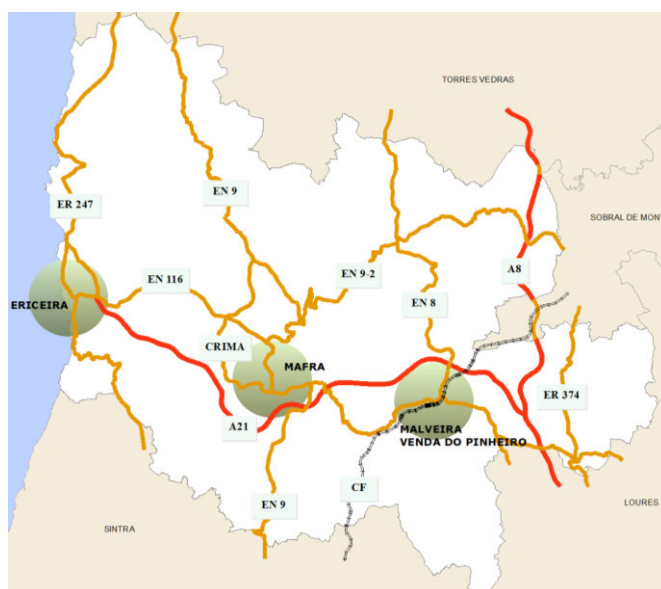 TORRES VEDRAS
EN 9
ER 247
SOBRAL DE MON
EN 116
EN 9-2
A8
ERICEIRA
EN 8
CRIMA
MAFRA
ER 374
A21
MALVEIRA
VENDA DO PINHEIRO
CF
EN 9
LOURES
SINTRA